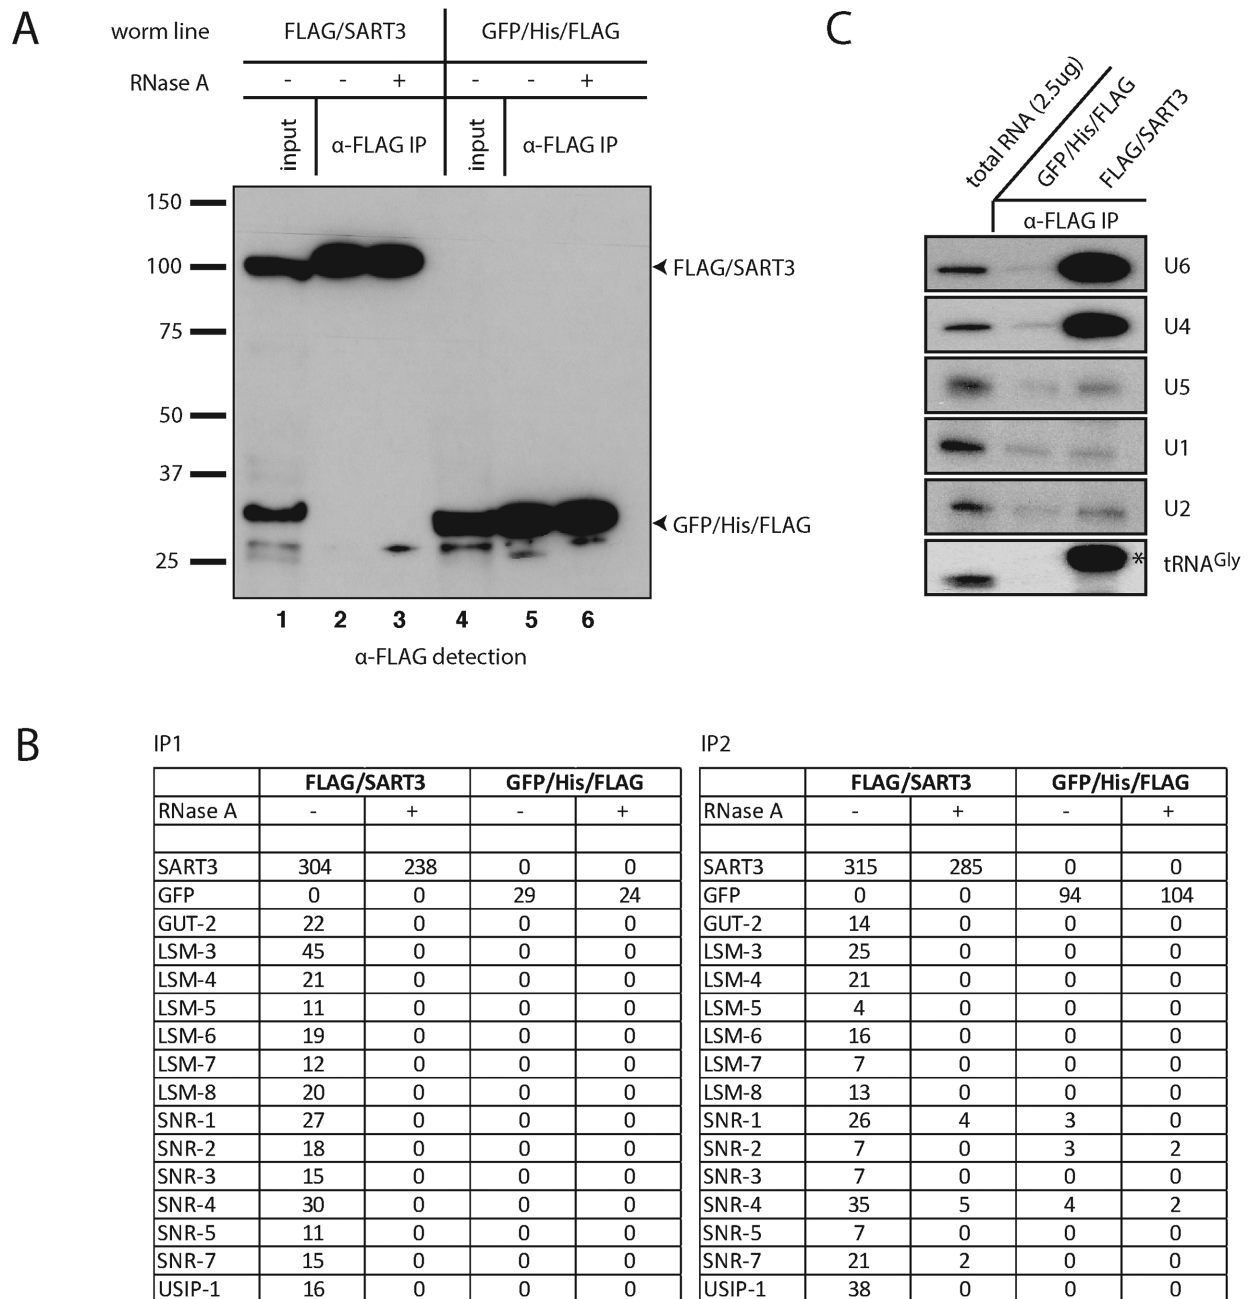 A
worm line FLAG/SART3 GFP/His/FLAG
RNase A - - + - - +
input α-FLAG IP input α-FLAG IP
150
100
75
50
37
25
FLAG/SART3
GFP/His/FLAG
1 2 3 4 5 6
α-FLAG detection
C
total RNA (2.5ug)
GFP/His/FLAG
FLAG/SART3
α-FLAG IP
U6
U4
U5
U1
U2
* tRNAGly
B
IP1
FLAG/SART3 GFP/His/FLAG
RNase A - + - +
SART3 304 238 0 0
GFP 0 0 29 24
GUT-2 22 0 0 0
LSM-3 45 0 0 0
LSM-4 21 0 0 0
LSM-5 11 0 0 0
LSM-6 19 0 0 0
LSM-7 12 0 0 0
LSM-8 20 0 0 0
SNR-1 27 0 0 0
SNR-2 18 0 0 0
SNR-3 15 0 0 0
SNR-4 30 0 0 0
SNR-5 11 0 0 0
SNR-7 15 0 0 0
USIP-1 16 0 0 0
IP2
FLAG/SART3 GFP/His/FLAG
RNase A - + - +
SART3 315 285 0 0
GFP 0 0 94 104
GUT-2 14 0 0 0
LSM-3 25 0 0 0
LSM-4 21 0 0 0
LSM-5 4 0 0 0
LSM-6 16 0 0 0
LSM-7 7 0 0 0
LSM-8 13 0 0 0
SNR-1 26 4 3 0
SNR-2 7 0 3 2
SNR-3 7 0 0 0
SNR-4 35 5 4 2
SNR-5 7 0 0 0
SNR-7 21 2 0 0
USIP-1 38 0 0 0